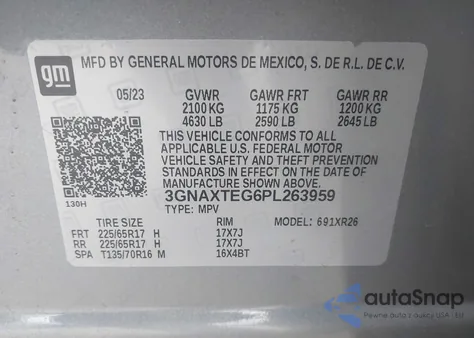 gm
MFD BY GENERAL MOTORS DE MEXICO, S. DE R.L. DE C.V.
05/23 GVWR GAWR FRT GAWR RR
2100 KG 1175 KG 1200 KG
4630 LB 2590 LB 2645 LB
THIS VEHICLE CONFORMS TO ALL
APPLICABLE U.S. FEDERAL MOTOR
VEHICLE SAFETY AND THEFT PREVENTION
STANDARDS IN EFFECT ON THE DATE OF
MANUFACTURE SHOWN ABOVE.
3GNAXTEG6PL263959
130H TYPE: MPV
TIRE SIZE RIM MODEL: 691XR26
FRT 225/65R17 H 17X7J
RR 225/65R17 H 17X7J
SPA T135/70R16 M 16X4BT
autoSnap